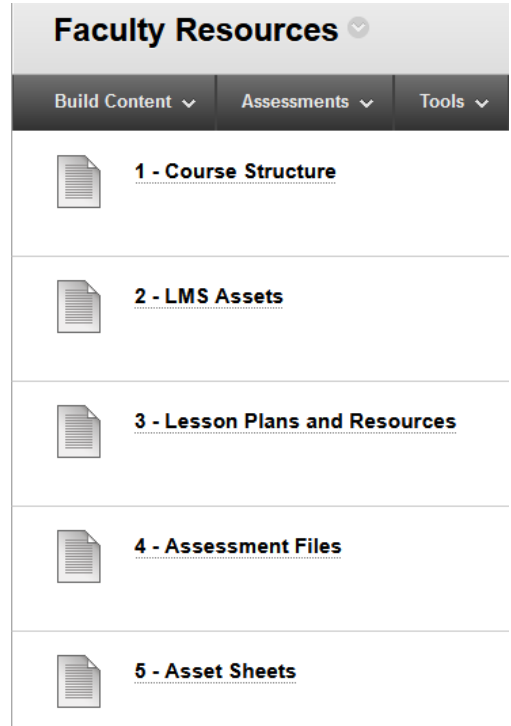 Faculty Resources
Build Content Assessments Tools
1 - Course Structure
2 - LMS Assets
3 - Lesson Plans and Resources
4 - Assessment Files
5 - Asset Sheets